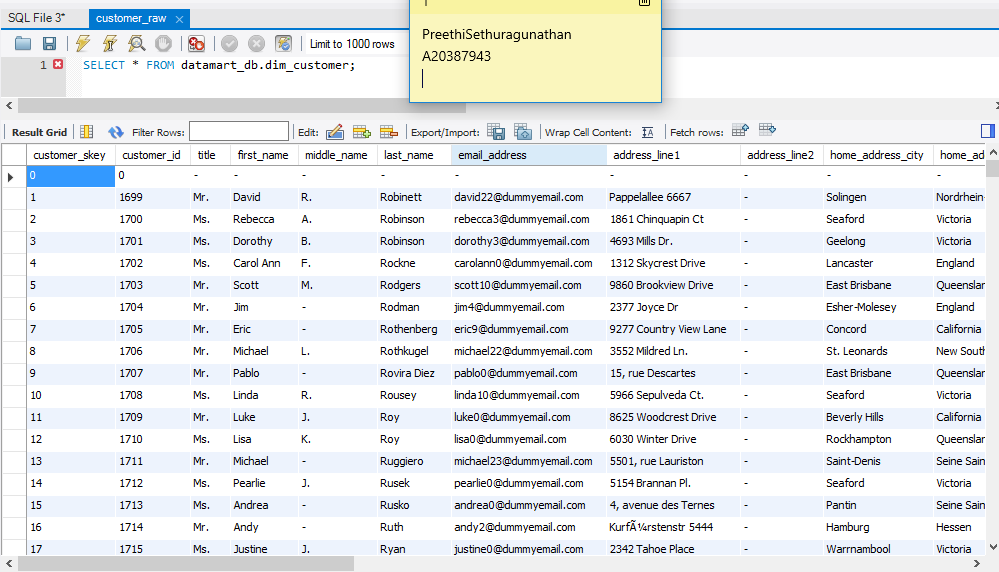 SQL File 3* customer_raw
PreethiSethuragunathan
A20387943
Limit to 1000 rows
1 SELECT * FROM datamart_db.dim_customer;
Result Grid Filter Rows: Edit: Export/Import: Wrap Cell Content: Fetch rows:
customer_skey customer_id title first_name middle_name last_name email_address address_line1 address_line2 home_address_city home_ad
0 0 - - - - - - - - -
1 1699 Mr. David R. Robinett david22@dummyemail.com Pappelallee 6667 - Solingen Nordrhein-
2 1700 Ms. Rebecca A. Robinson rebecca3@dummyemail.com 1861 Chinquapin Ct - Seaford Victoria
3 1701 Ms. Dorothy B. Robinson dorothy3@dummyemail.com 4693 Mills Dr. - Geelong Victoria
4 1702 Ms. Carol Ann F. Rockne carolann0@dummyemail.com 1312 Skycrest Drive - Lancaster England
5 1703 Mr. Scott M. Rodgers scott10@dummyemail.com 9860 Brookview Drive - East Brisbane Queenslan
6 1704 Mr. Jim - Rodman jim4@dummyemail.com 2377 Joyce Dr - Esher-Molesey England
7 1705 Mr. Eric - Rothenberg eric9@dummyemail.com 9277 Country View Lane - Concord California
8 1706 Mr. Michael L. Rothkugel michael22@dummyemail.com 3552 Mildred Ln. - St. Leonards New South
9 1707 Mr. Pablo - Rovira Diez pablo0@dummyemail.com 15, rue Descartes - East Brisbane Queenslan
10 1708 Ms. Linda R. Rousey linda10@dummyemail.com 5966 Sepulveda Ct. - Seaford Victoria
11 1709 Mr. Luke J. Roy luke0@dummyemail.com 8625 Woodcrest Drive - Beverly Hills California
12 1710 Ms. Lisa K. Roy lisa0@dummyemail.com 6030 Winter Drive - Rockhampton Queenslan
13 1711 Mr. Michael - Ruggiero michael23@dummyemail.com 5501, rue Lauriston - Saint-Denis Seine Sain
14 1712 Ms. Pearlie J. Rusek pearlie0@dummyemail.com 5154 Brannan Pl. - Seaford Victoria
15 1713 Ms. Andrea - Rusko andrea0@dummyemail.com 4, avenue des Ternes - Pantin Seine Sain
16 1714 Mr. Andy - Ruth andy2@dummyemail.com KurfÃ¼rstenstr 5444 - Hamburg Hessen
17 1715 Ms. Justine J. Ryan justine0@dummyemail.com 2342 Tahoe Place - Warrnambool Victoria